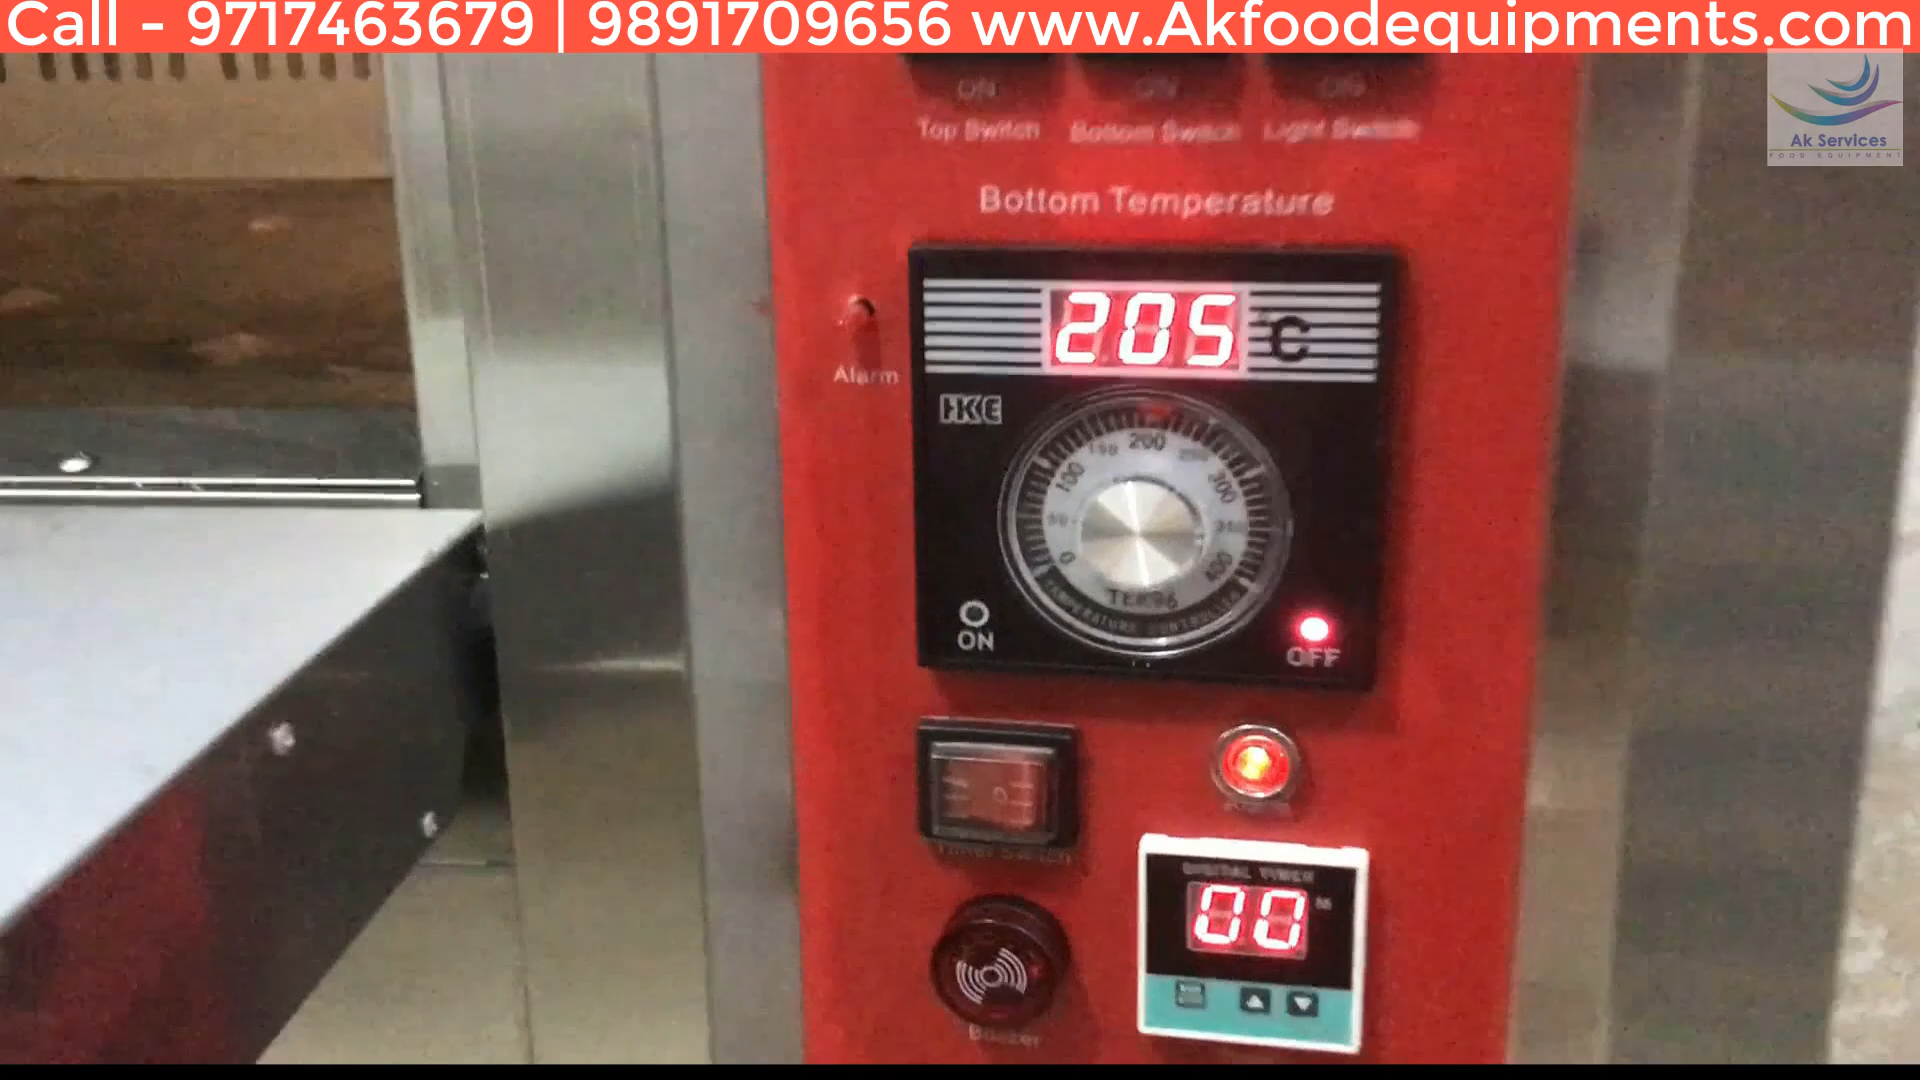 Call - 9717463679 | 9891709656 www.Akfoodequipments.com
Ak Services
FOOD EQUIPMENT
ON ON ON
Top Switch Bottom Switch Light Switch
Bottom Temperature
205 °C
Alarm
HKE
0 50 100 150 200 250 300 350 400
TEMPERATURE CONTROLLER
ON
OFF
Timer Switch
DIGITAL TIMER
00 M
Buzzer